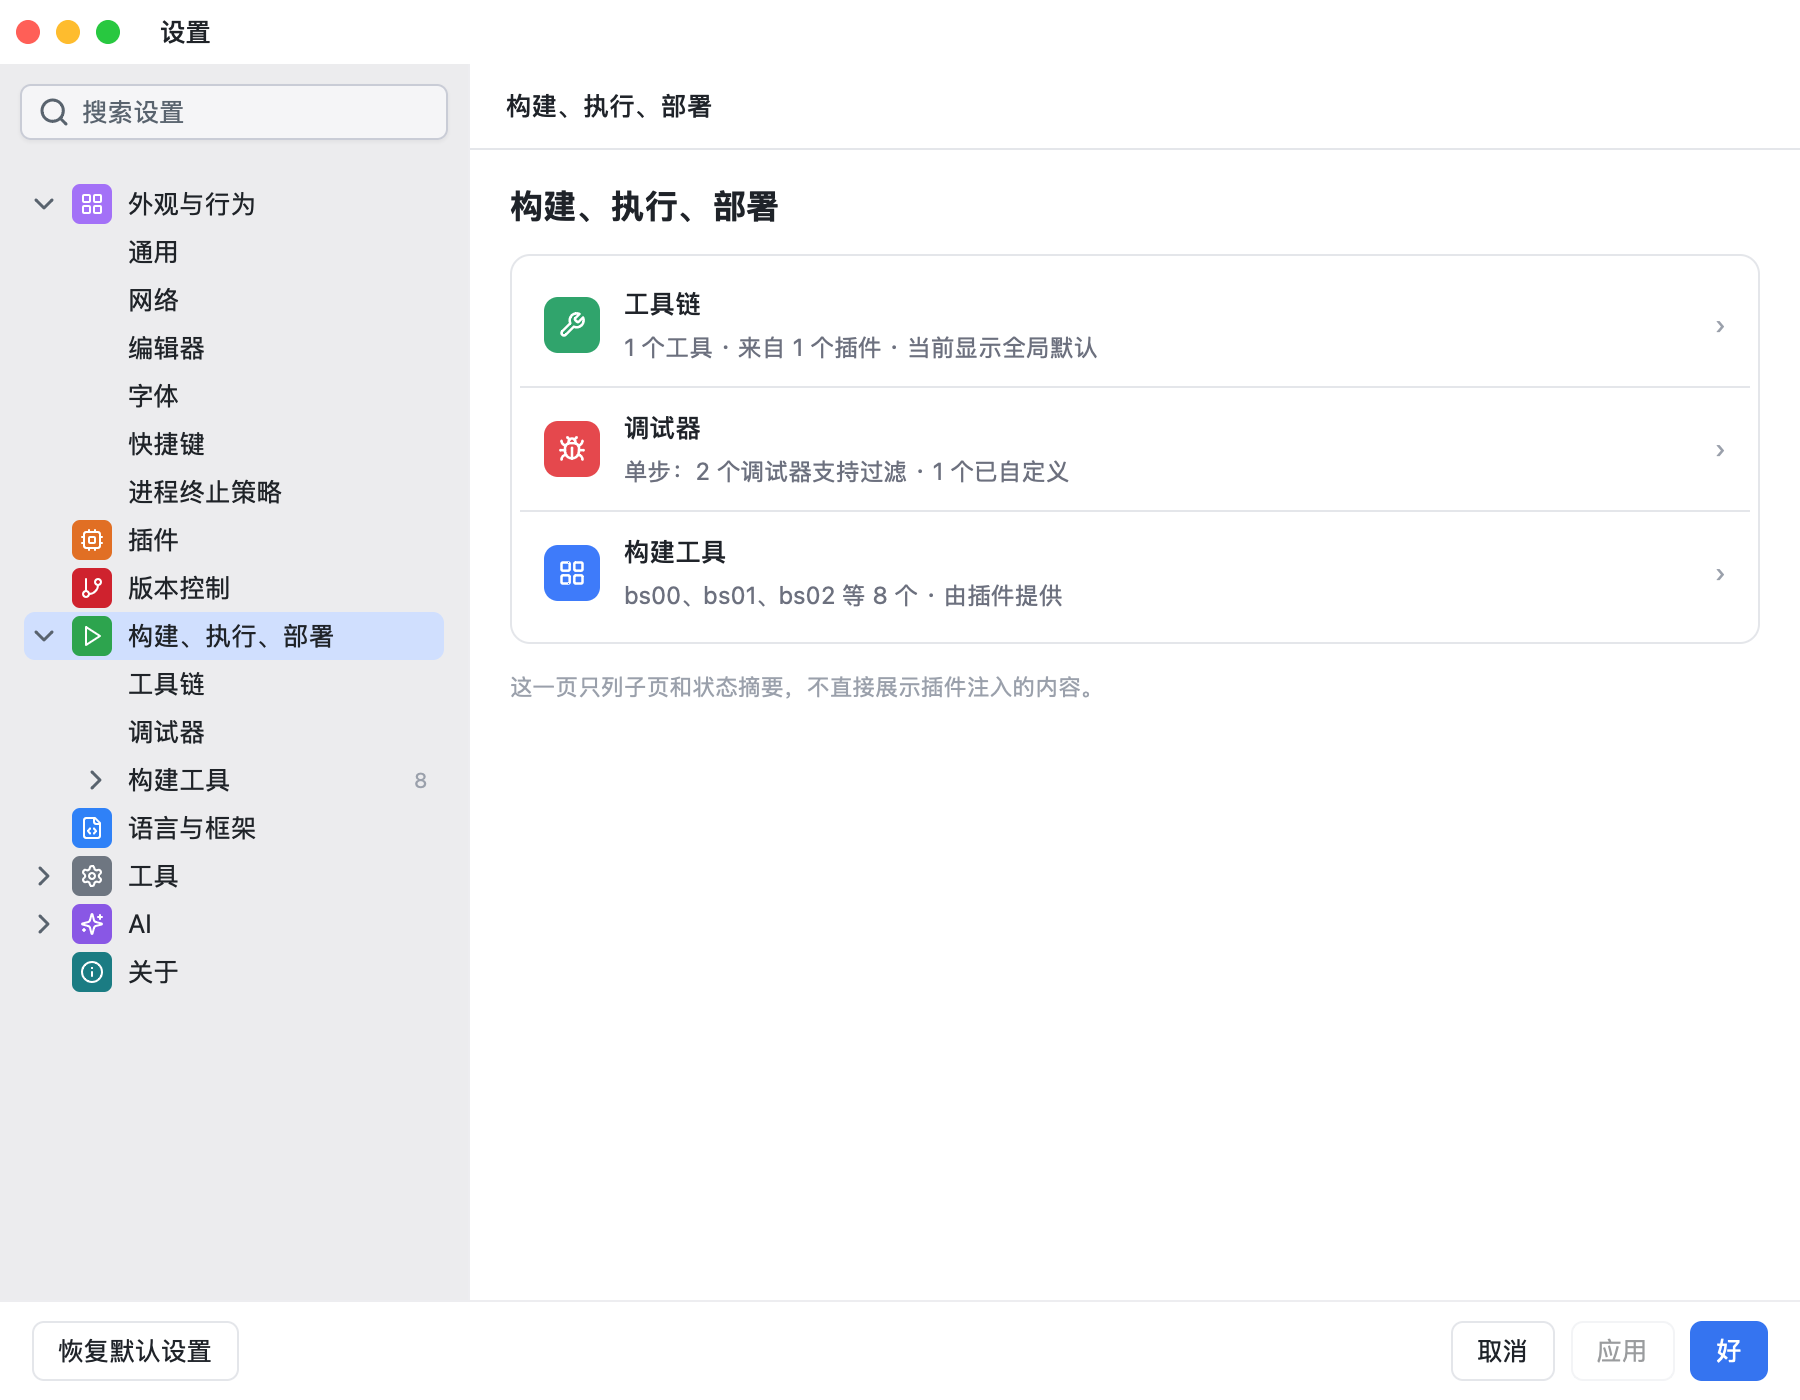 设置
搜索设置
外观与行为
通用
网络
编辑器
字体
快捷键
进程终止策略
插件
版本控制
构建、执行、部署
工具链
调试器
构建工具 8
语言与框架
工具
AI
关于
构建、执行、部署
构建、执行、部署
工具链
1 个工具 · 来自 1 个插件 · 当前显示全局默认
调试器
单步：2 个调试器支持过滤 · 1 个已自定义
构建工具
bs00、bs01、bs02 等 8 个 · 由插件提供
这一页只列子页和状态摘要，不直接展示插件注入的内容。
恢复默认设置
取消
应用
好